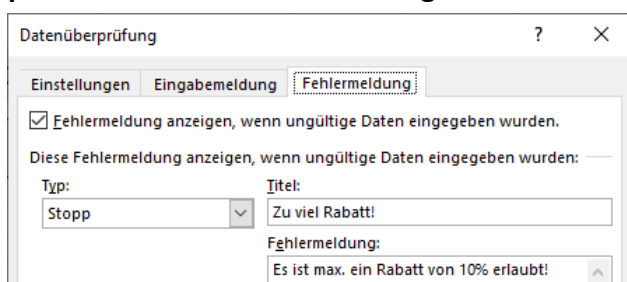 Datenüberprüfung ? ×
Einstellungen Eingabemeldung Fehlermeldung
Fehlermeldung anzeigen, wenn ungültige Daten eingegeben wurden.
Diese Fehlermeldung anzeigen, wenn ungültige Daten eingegeben wurden:
Typ: Titel:
Stopp Zu viel Rabatt!
Fehlermeldung:
Es ist max. ein Rabatt von 10% erlaubt!